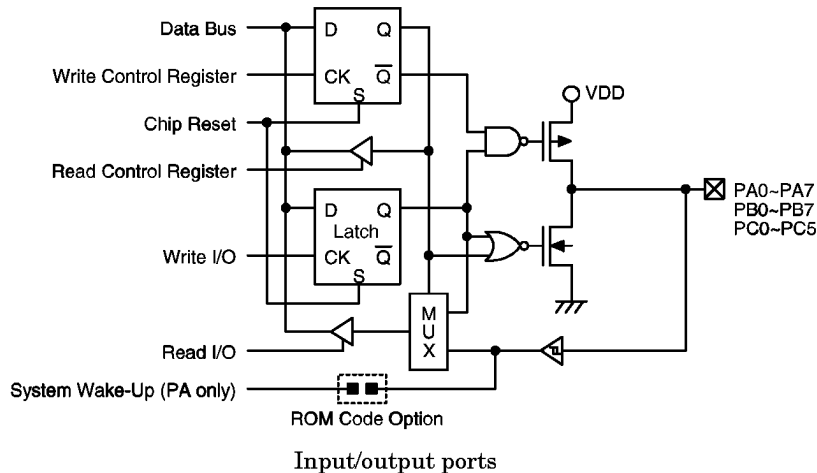 Data Bus
Write Control Register
Chip Reset
Read Control Register
Write I/O
Read I/O
System Wake-Up (PA only)
D Q
CK Q
S
D Q
Latch
CK Q
S
M
U
X
ROM Code Option
VDD
PA0~PA7
PB0~PB7
PC0~PC5
Input/output ports